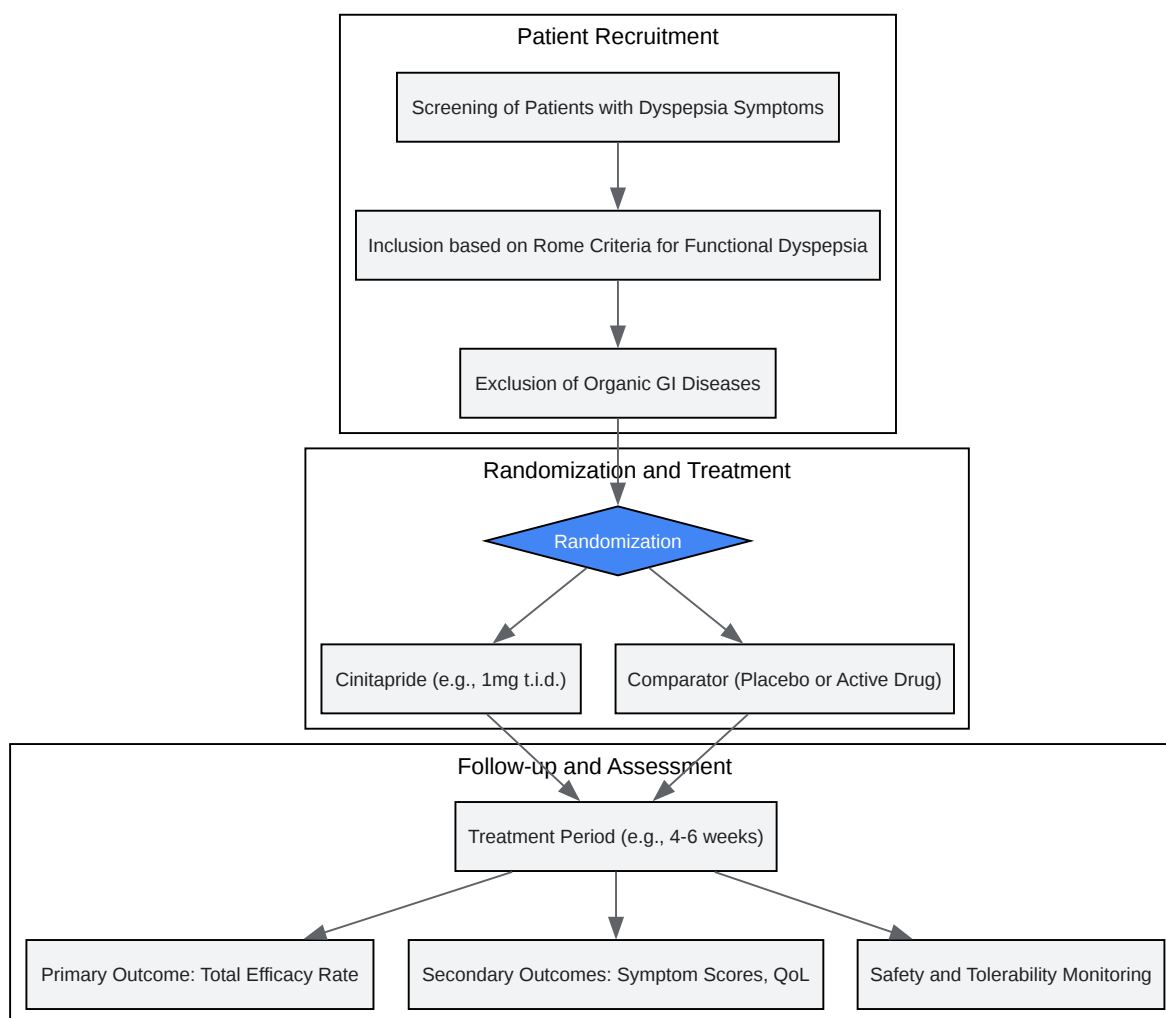 Patient Recruitment
Screening of Patients with Dyspepsia Symptoms
Inclusion based on Rome Criteria for Functional Dyspepsia
Exclusion of Organic GI Diseases
Randomization and Treatment
Randomization
Cinitapride (e.g., 1mg t.i.d.)
Comparator (Placebo or Active Drug)
Follow-up and Assessment
Treatment Period (e.g., 4-6 weeks)
Primary Outcome: Total Efficacy Rate
Secondary Outcomes: Symptom Scores, QoL
Safety and Tolerability Monitoring